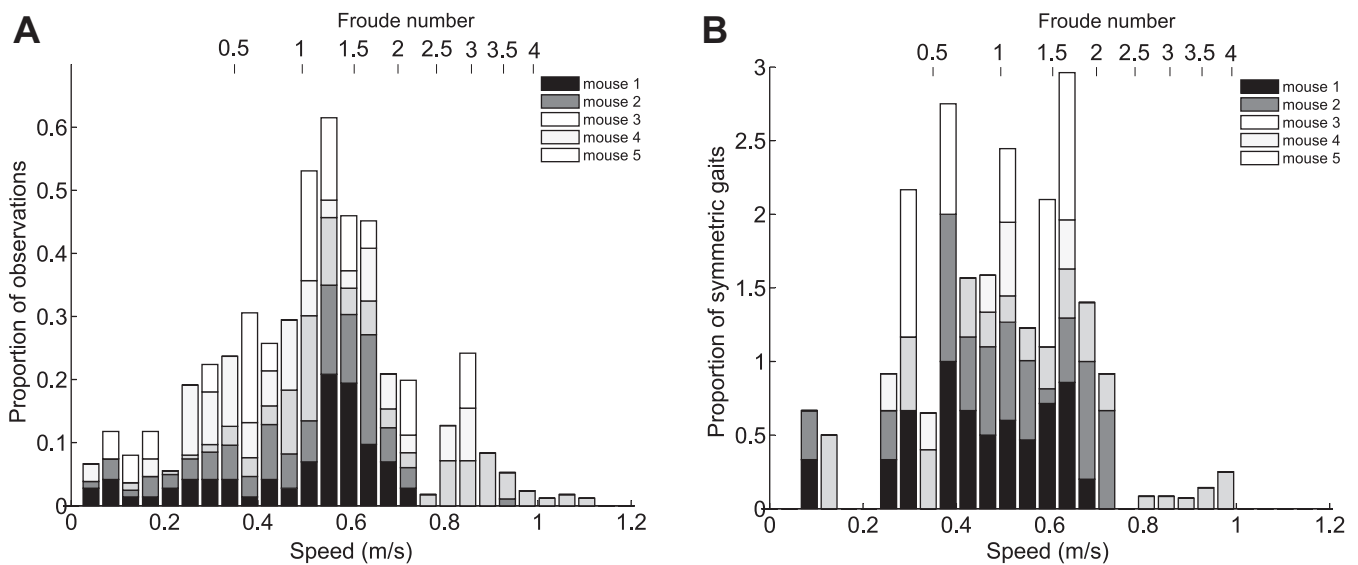 A
Froude number
0.5 1 1.5 2 2.5 3 3.5 4
mouse 1
mouse 2
mouse 3
mouse 4
mouse 5
Proportion of observations
0.6
0.5
0.4
0.3
0.2
0.1
0
0 0.2 0.4 0.6 0.8 1 1.2
Speed (m/s)
B
Froude number
0.5 1 1.5 2 2.5 3 3.5 4
mouse 1
mouse 2
mouse 3
mouse 4
mouse 5
Proportion of symmetric gaits
3
2.5
2
1.5
1
0.5
0
0 0.2 0.4 0.6 0.8 1 1.2
Speed (m/s)